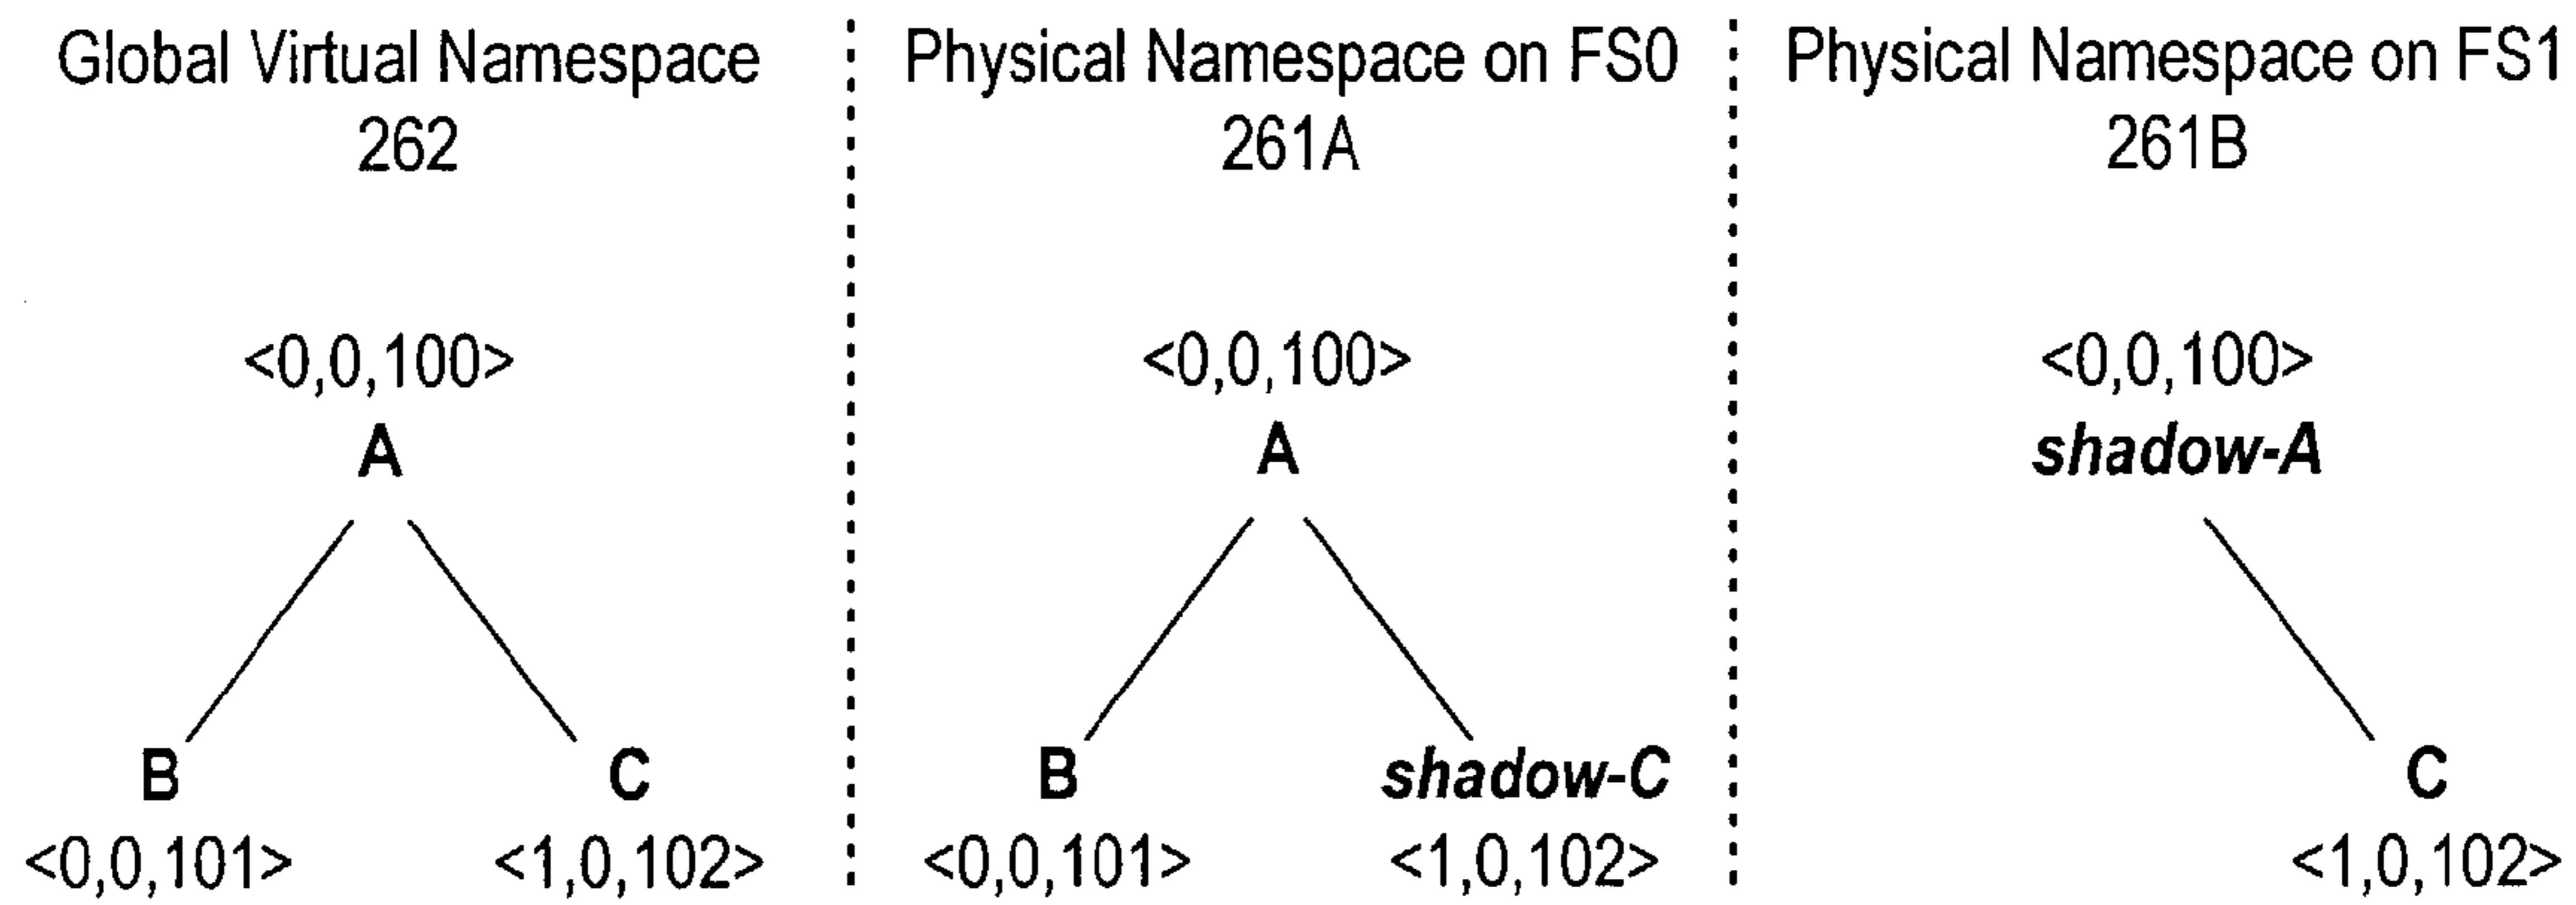 Global Virtual Namespace
262
<0,0,100>
A
B
C
<0,0,101>
<1,0,102>
Physical Namespace on FS0
261A
<0,0,100>
A
B
shadow-C
<0,0,101>
<1,0,102>
Physical Namespace on FS1
261B
<0,0,100>
shadow-A
C
<1,0,102>